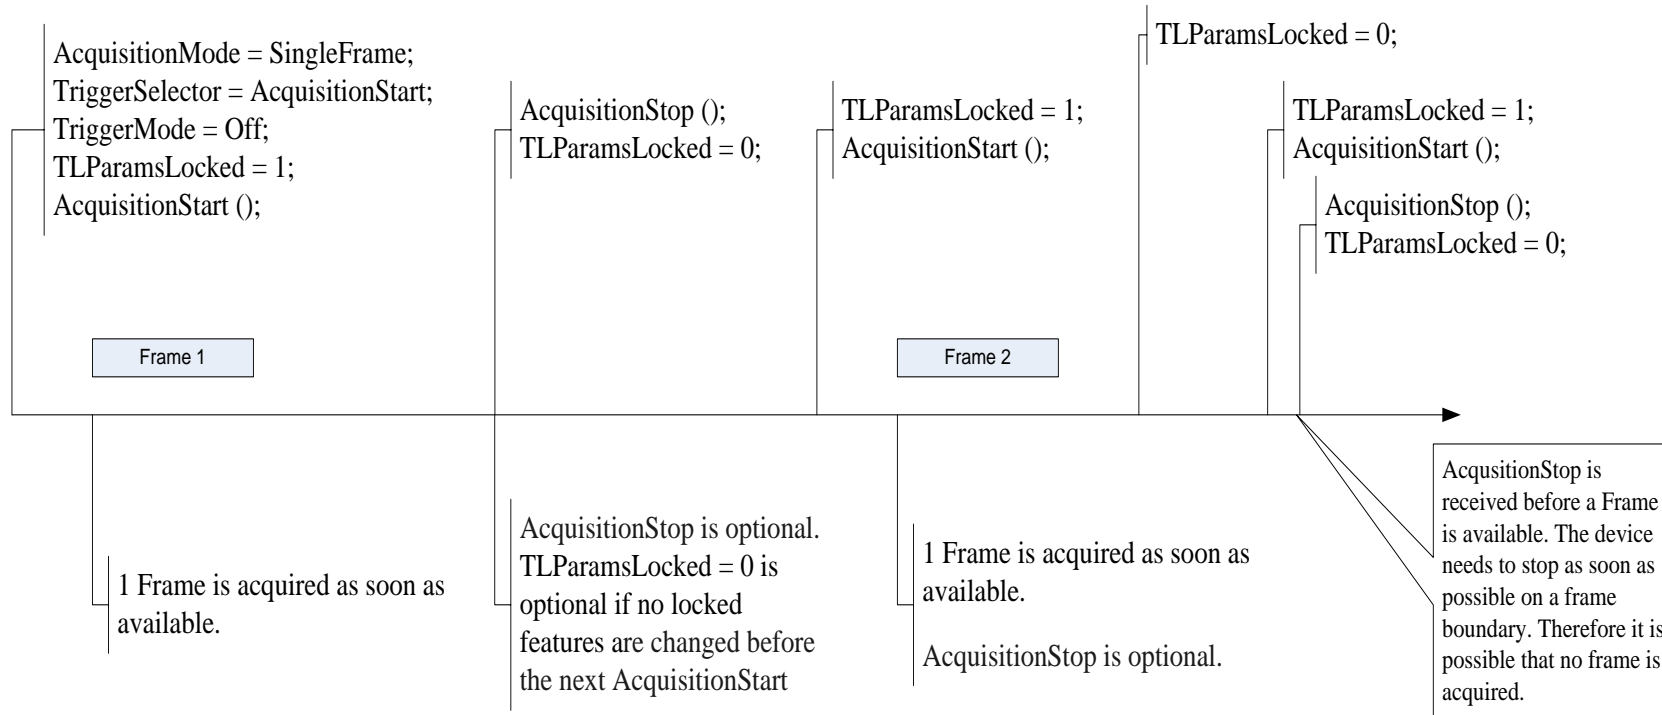 AcquisitionMode = SingleFrame;
TriggerSelector = AcquisitionStart;
TriggerMode = Off;
TLParamsLocked = 1;
AcquisitionStart ();
AcquisitionStop ();
TLParamsLocked = 0;
TLParamsLocked = 1;
AcquisitionStart ();
TLParamsLocked = 0;
TLParamsLocked = 1;
AcquisitionStart ();
AcquisitionStop ();
TLParamsLocked = 0;
Frame 1
Frame 2
1 Frame is acquired as soon as
available.
AcquisitionStop is optional.
TLParamsLocked = 0 is
optional if no locked
features are changed before
the next AcquisitionStart
1 Frame is acquired as soon as
available.
AcquisitionStop is optional.
AcqusitionStop is
received before a Frame
is available. The device
needs to stop as soon as
possible on a frame
boundary. Therefore it is
possible that no frame is
acquired.